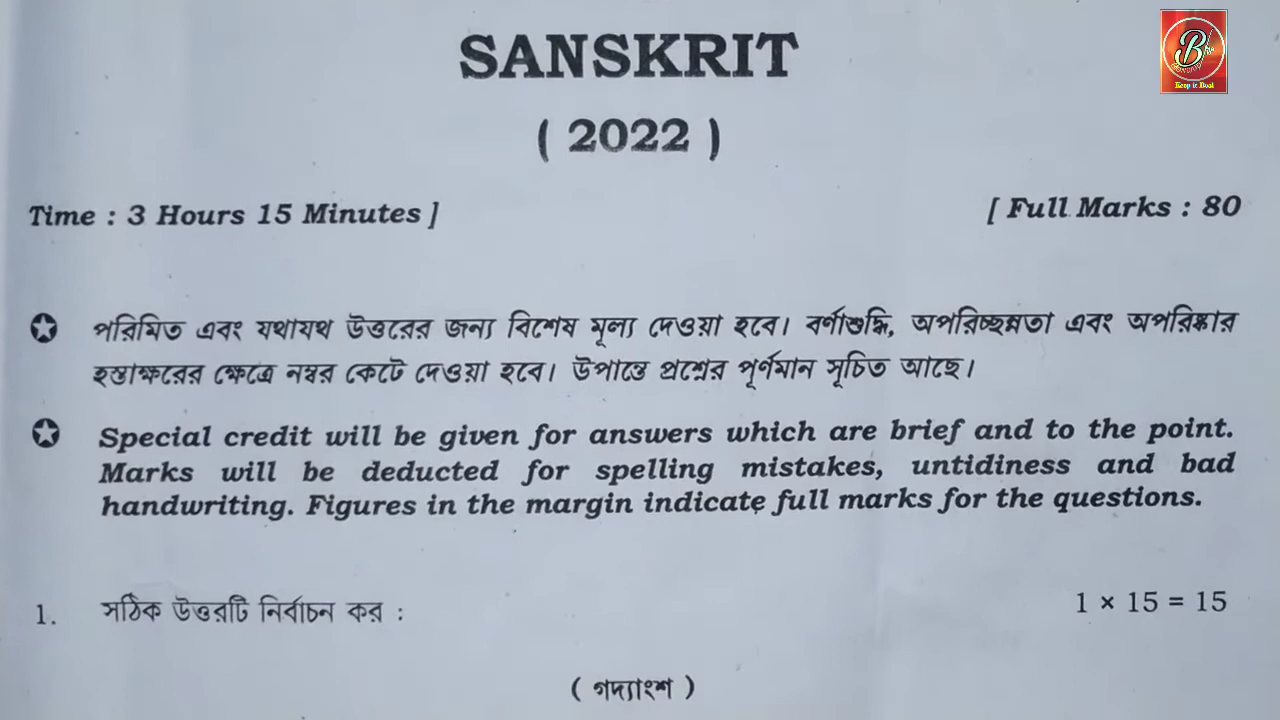 SANSKRIT
( 2022 )
Time : 3 Hours 15 Minutes ]
[ Full Marks : 80
পরিমিত এবং যথাযথ উত্তরের জন্য বিশেষ মূল্য দেওয়া হবে। বর্ণাশুদ্ধি, অপরিচ্ছন্নতা এবং অপরিষ্কার
হস্তাক্ষরের ক্ষেত্রে নম্বর কেটে দেওয়া হবে। উপান্তে প্রশ্নের পূর্ণমান সূচিত আছে।
Special credit will be given for answers which are brief and to the point.
Marks will be deducted for spelling mistakes, untidiness and bad
handwriting. Figures in the margin indicate full marks for the questions.
1. সঠিক উত্তরটি নির্বাচন কর :
1 × 15 = 15
( গদ্যাংশ )